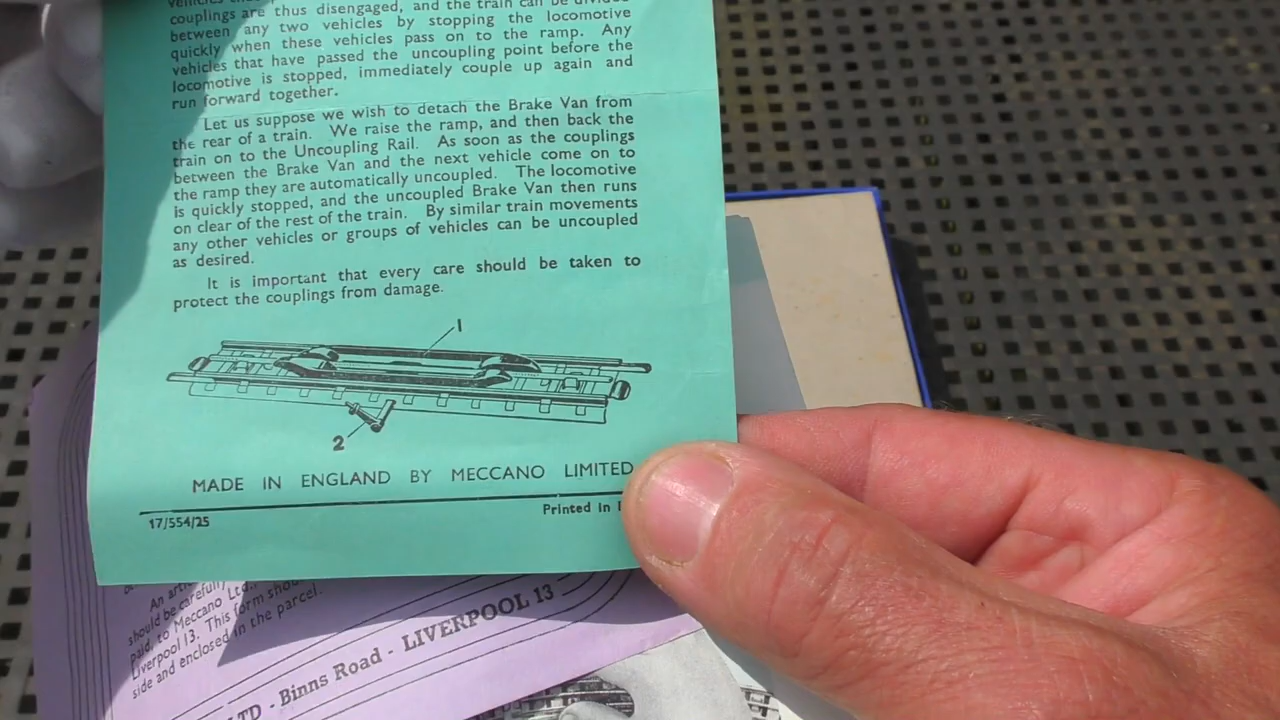 couplings are thus disengaged, and the train can be divided
between any two vehicles by stopping the locomotive
quickly when these vehicles pass on to the ramp. Any
vehicles that have passed the uncoupling point before the
locomotive is stopped, immediately couple up again and
run forward together.
Let us suppose we wish to detach the Brake Van from
the rear of a train. We raise the ramp, and then back the
train on to the Uncoupling Rail. As soon as the couplings
between the Brake Van and the next vehicle come on to
the ramp they are automatically uncoupled. The locomotive
is quickly stopped, and the uncoupled Brake Van then runs
on clear of the rest of the train. By similar train movements
any other vehicles or groups of vehicles can be uncoupled
as desired.
It is important that every care should be taken to
protect the couplings from damage.
1
2
MADE IN ENGLAND BY MECCANO LIMITED
17/554/25
Printed in
An
should be carefully
paid, to Meccano Ltd.
Liverpool 13. This form
side and enclosed in the parcel.
LTD - Binns Road - LIVERPOOL 13